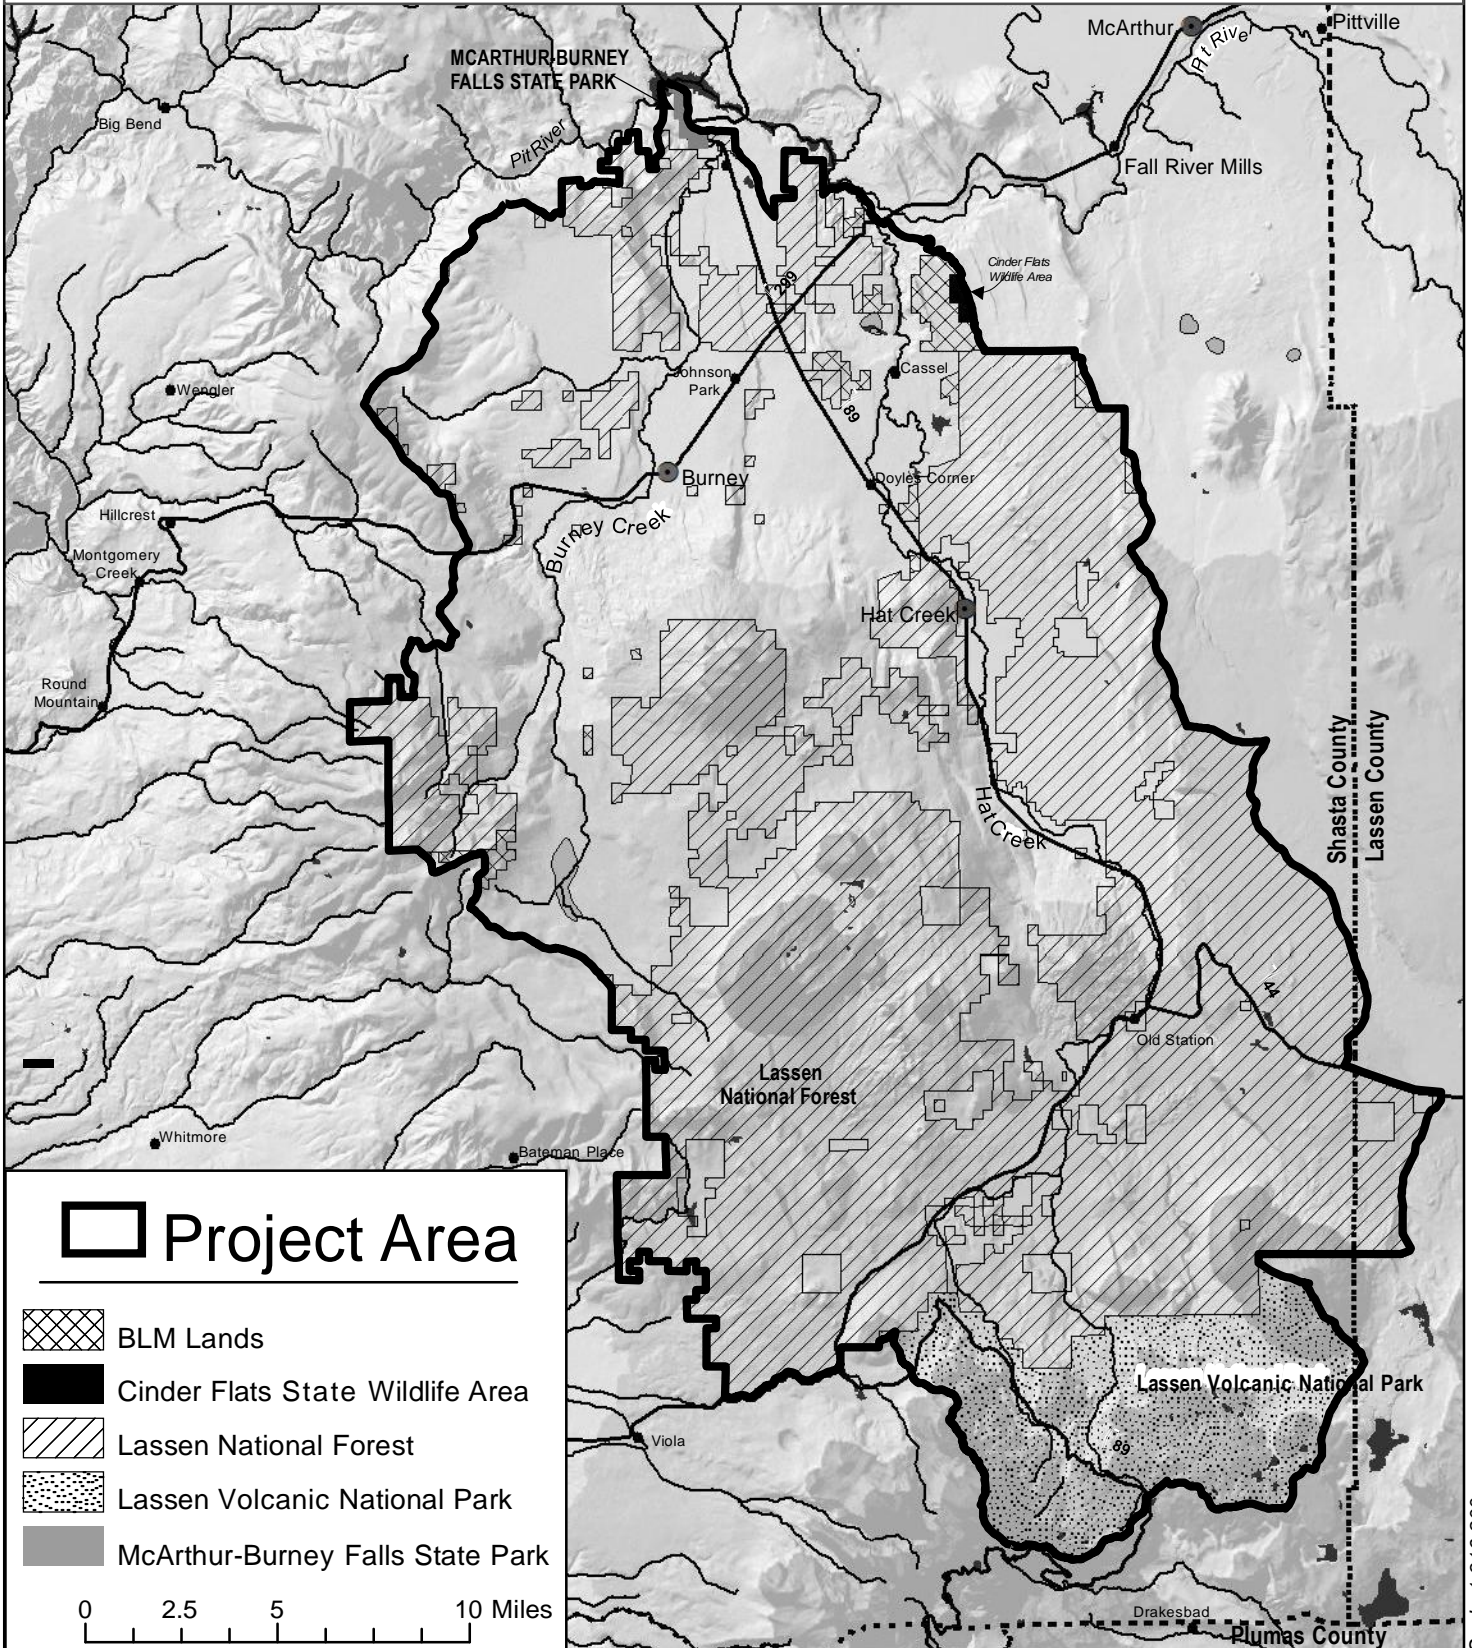 McArthur
Pittville
Pit River
MCARTHUR-BURNEY
FALLS STATE PARK
Big Bend
Pit River
Fall River Mills
Cinder Flats
Wildlife Area
299
Johnson
Park
Cassel
Wengler
89
Burney
Doyles Corner
Hillcrest
Burney Creek
Montgomery
Creek
Hat Creek
Round
Mountain
Shasta County
Lassen County
Hat Creek
44
Old Station
Lassen
National Forest
Whitmore
Bateman Place
Project Area
BLM Lands
Cinder Flats State Wildlife Area
Lassen National Forest
Lassen Volcanic National Park
McArthur-Burney Falls State Park
0 2.5 5 10 Miles
Lassen Volcanic National Park
Viola
89
Drakesbad
Plumas County